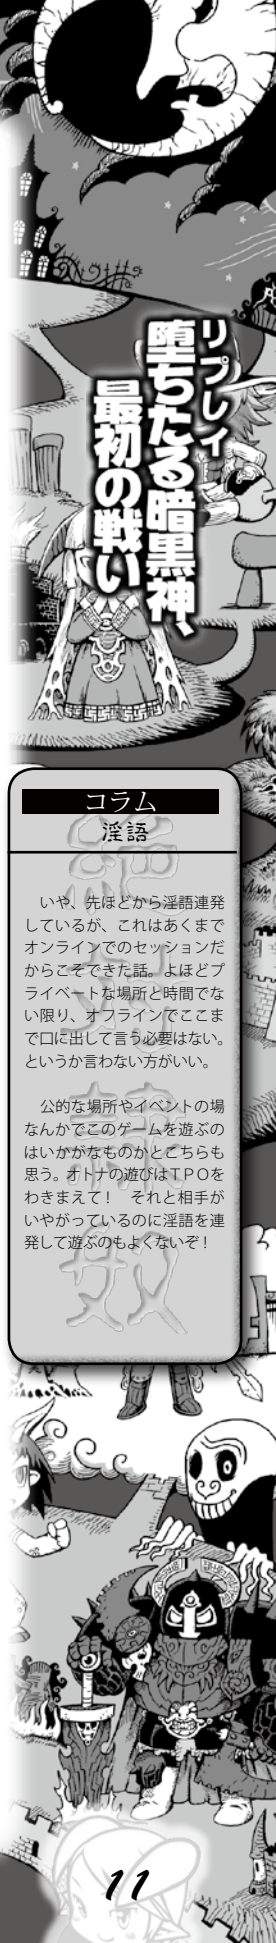 リプレイ
堕ちたる暗黒神、
最初の戦い
コラム
淫語
絶対隷奴
いや、先ほどから淫語連発
しているが、これはあくまで
オンラインでのセッションだ
からこそできた話。よほどプ
ライベートな場所と時間でな
い限り、オフラインでここま
で口に出して言う必要はない。
というか言わない方がいい。
公的な場所やイベントの場
なんかでこのゲームを遊ぶの
はいかがなものかとこちらも
思う。オトナの遊びはＴＰＯを
わきまえて！　それと相手が
いやがっているのに淫語を連
発して遊ぶのもよくないぞ！
11